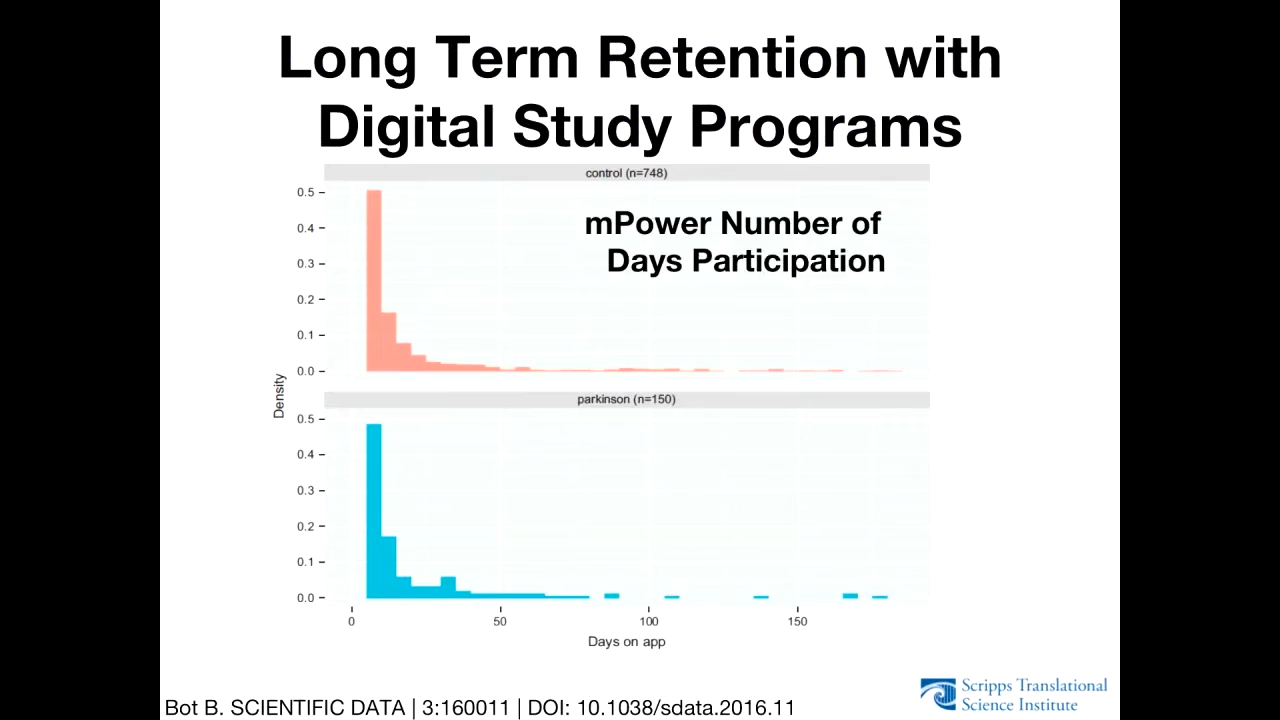 Long Term Retention with
Digital Study Programs
control (n=748)
mPower Number of
Days Participation
0.5
0.4
0.3
0.2
0.1
0.0
Density
parkinson (n=150)
0.5
0.4
0.3
0.2
0.1
0.0
0 50 100 150
Days on app
Bot B. SCIENTIFIC DATA | 3:160011 | DOI: 10.1038/sdata.2016.11
Scripps Translational
Science Institute